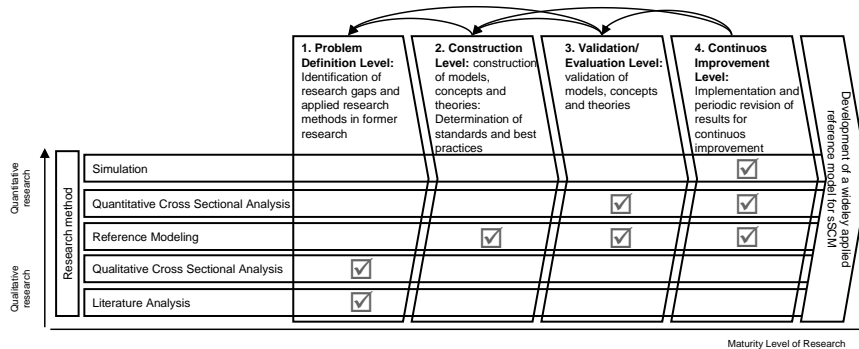 1. Problem
Definition Level:
Identification of
research gaps and
applied research
methods in former
research
2. Construction
Level: construction
of models,
concepts and
theories:
Determination of
standards and best
practices
3. Validation/
Evaluation Level:
validation of
models, concepts
and theories
4. Continuos
Improvement
Level:
Implementation and
periodic revision of
results for
continuos
improvement
Development of a wideley applied
reference model for sSCM
Quantitative
research
Qualitative
research
Research method
Simulation
Quantitative Cross Sectional Analysis
Reference Modeling
Qualitative Cross Sectional Analysis
Literature Analysis
Maturity Level of Research